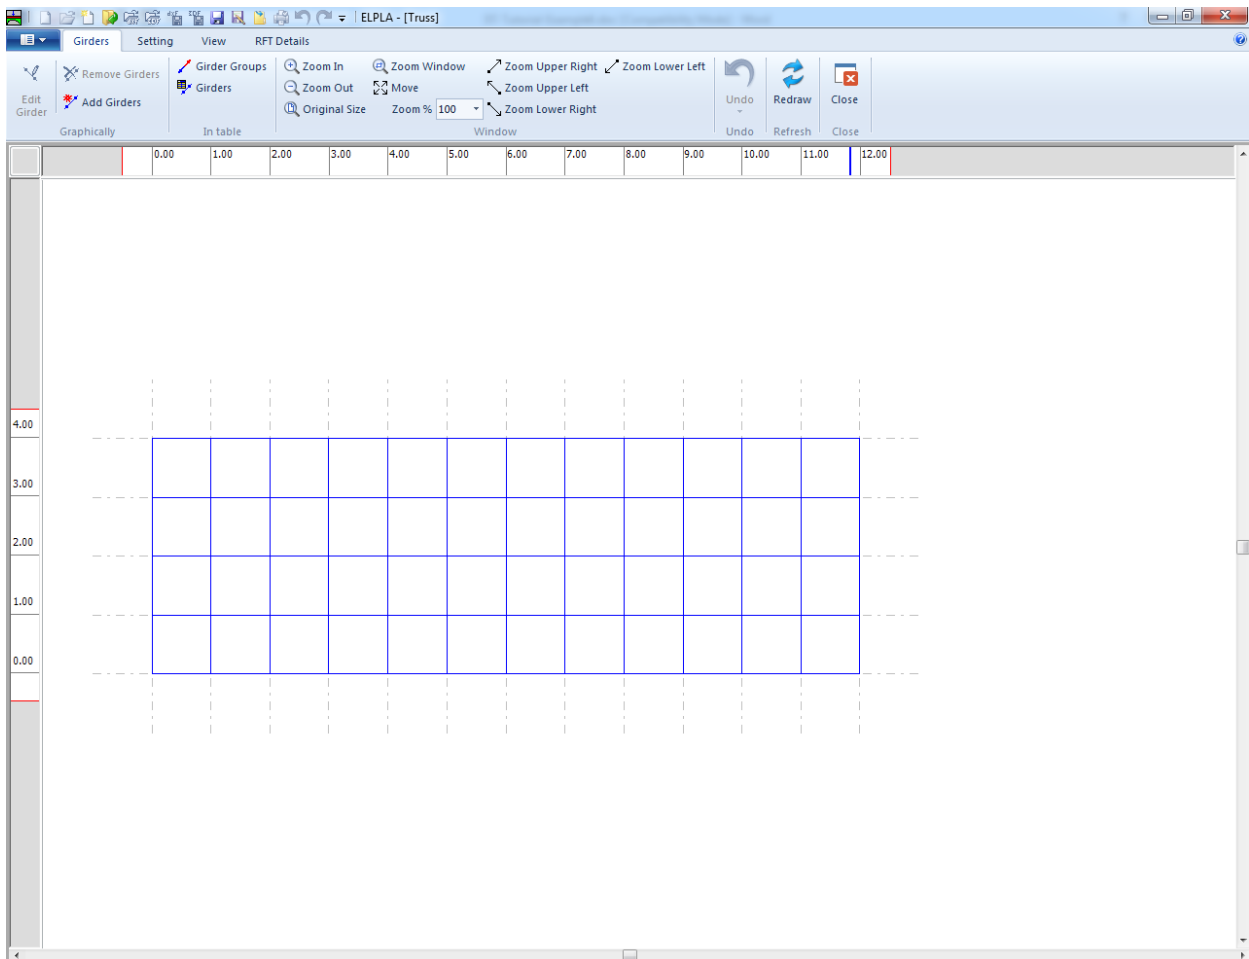 ELPLA - [Truss]
Girders Setting View RFT Details
Edit Girder
Remove Girders
Add Girders
Graphically
Girder Groups
Girders
In table
Zoom In Zoom Window Zoom Upper Right Zoom Lower Left
Zoom Out Move Zoom Upper Left
Original Size Zoom % 100 Zoom Lower Right
Window
Undo
Undo
Redraw
Refresh
Close
Close
0.00 1.00 2.00 3.00 4.00 5.00 6.00 7.00 8.00 9.00 10.00 11.00 12.00
4.00
3.00
2.00
1.00
0.00